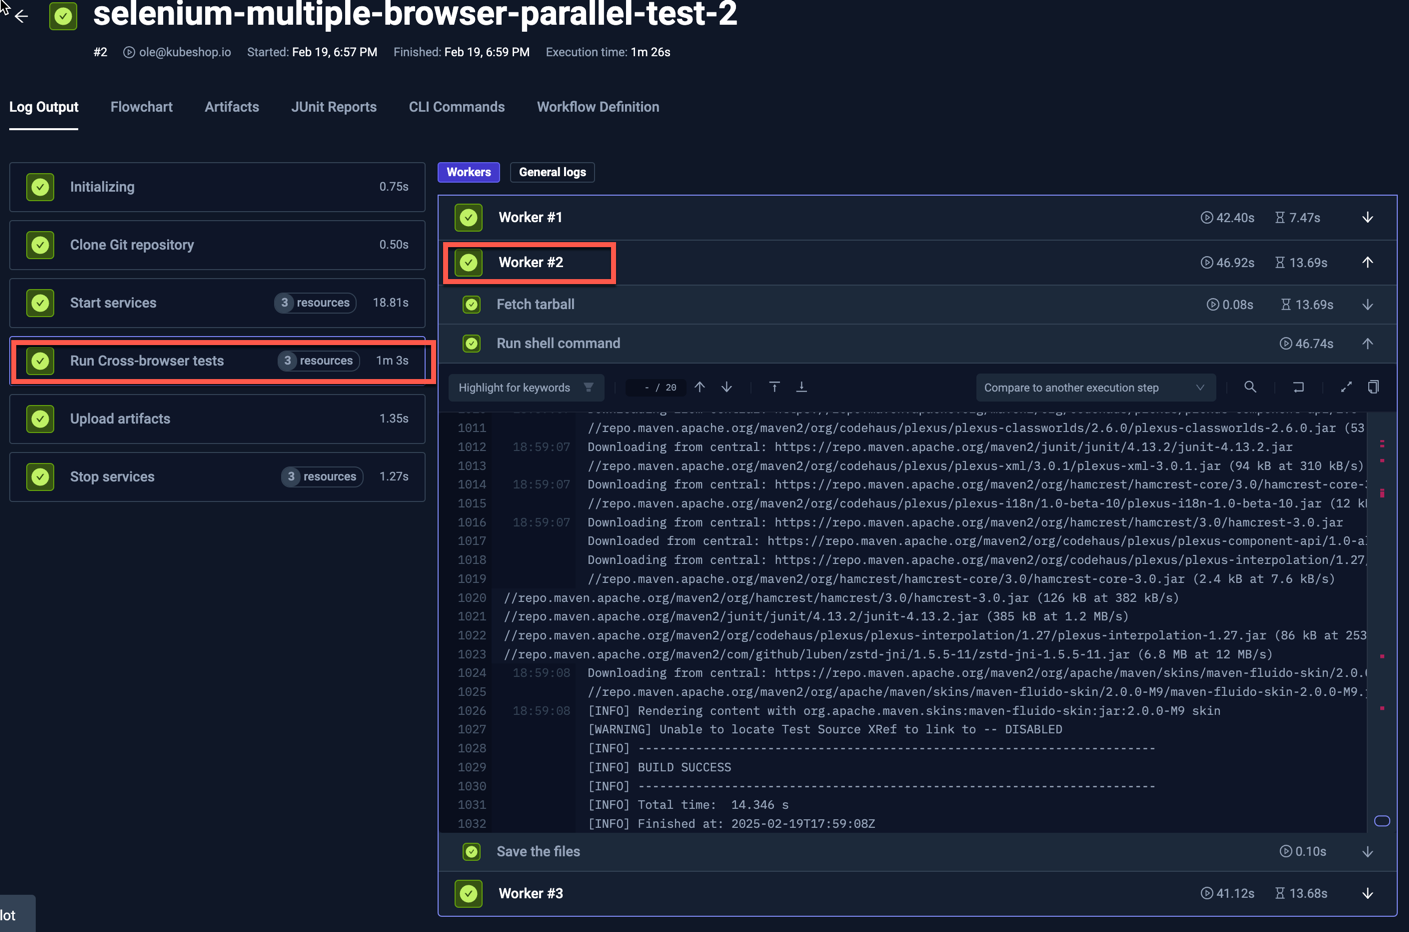 selenium-multiple-browser-parallel-test-2
#2 ole@kubeshop.io Started: Feb 19, 6:57 PM Finished: Feb 19, 6:59 PM Execution time: 1m 26s
Log Output Flowchart Artifacts JUnit Reports CLI Commands Workflow Definition
Initializing 0.75s
Clone Git repository 0.50s
Start services 3 resources 18.81s
Run Cross-browser tests 3 resources 1m 3s
Upload artifacts 1.35s
Stop services 3 resources 1.27s
Workers General logs
Worker #1 42.40s 7.47s
Worker #2 46.92s 13.69s
Fetch tarball 0.08s 13.69s
Run shell command 46.74s
Highlight for keywords - / 20 Compare to another execution step
1011 //repo.maven.apache.org/maven2/org/codehaus/plexus/plexus-classworlds/2.6.0/plexus-classworlds-2.6.0.jar (53
1012 18:59:07 Downloading from central: https://repo.maven.apache.org/maven2/junit/junit/4.13.2/junit-4.13.2.jar
1013 //repo.maven.apache.org/maven2/org/codehaus/plexus/plexus-xml/3.0.1/plexus-xml-3.0.1.jar (94 kB at 310 kB/s)
1014 18:59:07 Downloading from central: https://repo.maven.apache.org/maven2/org/hamcrest/hamcrest-core/3.0/hamcrest-core-
1015 //repo.maven.apache.org/maven2/org/codehaus/plexus/plexus-i18n/1.0-beta-10/plexus-i18n-1.0-beta-10.jar (12 k
1016 18:59:07 Downloading from central: https://repo.maven.apache.org/maven2/org/hamcrest/hamcrest/3.0/hamcrest-3.0.jar
1017 Downloaded from central: https://repo.maven.apache.org/maven2/org/codehaus/plexus/plexus-component-api/1.0-a
1018 Downloading from central: https://repo.maven.apache.org/maven2/org/codehaus/plexus/plexus-interpolation/1.27
1019 //repo.maven.apache.org/maven2/org/hamcrest/hamcrest-core/3.0/hamcrest-core-3.0.jar (2.4 kB at 7.6 kB/s)
1020 //repo.maven.apache.org/maven2/org/hamcrest/hamcrest/3.0/hamcrest-3.0.jar (126 kB at 382 kB/s)
1021 //repo.maven.apache.org/maven2/junit/junit/4.13.2/junit-4.13.2.jar (385 kB at 1.2 MB/s)
1022 //repo.maven.apache.org/maven2/org/codehaus/plexus/plexus-interpolation/1.27/plexus-interpolation-1.27.jar (86 kB at 253
1023 //repo.maven.apache.org/maven2/com/github/luben/zstd-jni/1.5.5-11/zstd-jni-1.5.5-11.jar (6.8 MB at 12 MB/s)
1024 18:59:08 Downloading from central: https://repo.maven.apache.org/maven2/org/apache/maven/skins/maven-fluido-skin/2.0.
1025 //repo.maven.apache.org/maven2/org/apache/maven/skins/maven-fluido-skin/2.0.0-M9/maven-fluido-skin-2.0.0-M9.
1026 18:59:08 [INFO] Rendering content with org.apache.maven.skins:maven-fluido-skin:jar:2.0.0-M9 skin
1027 [WARNING] Unable to locate Test Source XRef to link to -- DISABLED
1028 [INFO] ------------------------------------------------------------------------
1029 [INFO] BUILD SUCCESS
1030 [INFO] ------------------------------------------------------------------------
1031 [INFO] Total time: 14.346 s
1032 [INFO] Finished at: 2025-02-19T17:59:08Z
Save the files 0.10s
Worker #3 41.12s 13.68s
lot